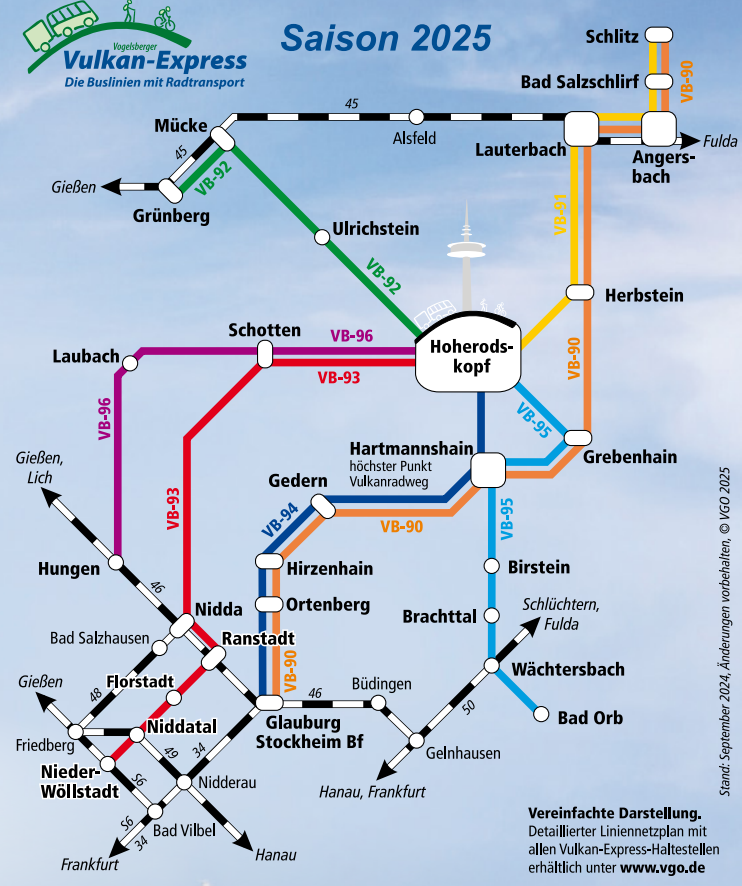 Vogelsberger
Vulkan-Express
Die Buslinien mit Radtransport
Saison 2025
Schlitz
Bad Salzschlirf
VB-90
45
Mücke
Alsfeld
Lauterbach
Fulda
Angers-
bach
45
VB-92
Gießen
Grünberg
Ulrichstein
VB-91
VB-92
Herbstein
Schotten
VB-96
Hoherods-
kopf
VB-90
Laubach
VB-93
VB-96
VB-95
Hartmannshain
höchster Punkt
Vulkanradweg
Grebenhain
Gießen,
Lich
Gedern
VB-93
VB-94
VB-90
VB-95
Hungen
46
Hirzenhain
Birstein
Ortenberg
Nidda
Brachttal
Schlüchtern,
Fulda
Bad Salzhausen
Ranstadt
VB-90
Wächtersbach
Gießen
48
Florstadt
46
Büdingen
50
Bad Orb
Niddatal
Glauburg
Stockheim Bf
Friedberg
49
34
Gelnhausen
Nieder-
Wöllstadt
S6
Nidderau
Hanau, Frankfurt
S6
34
Bad Vilbel
Frankfurt
Hanau
Vereinfachte Darstellung.
Detaillierter Liniennetzplan mit
allen Vulkan-Express-Haltestellen
erhältlich unter www.vgo.de
Stand: September 2024, Änderungen vorbehalten, © VGO 2025